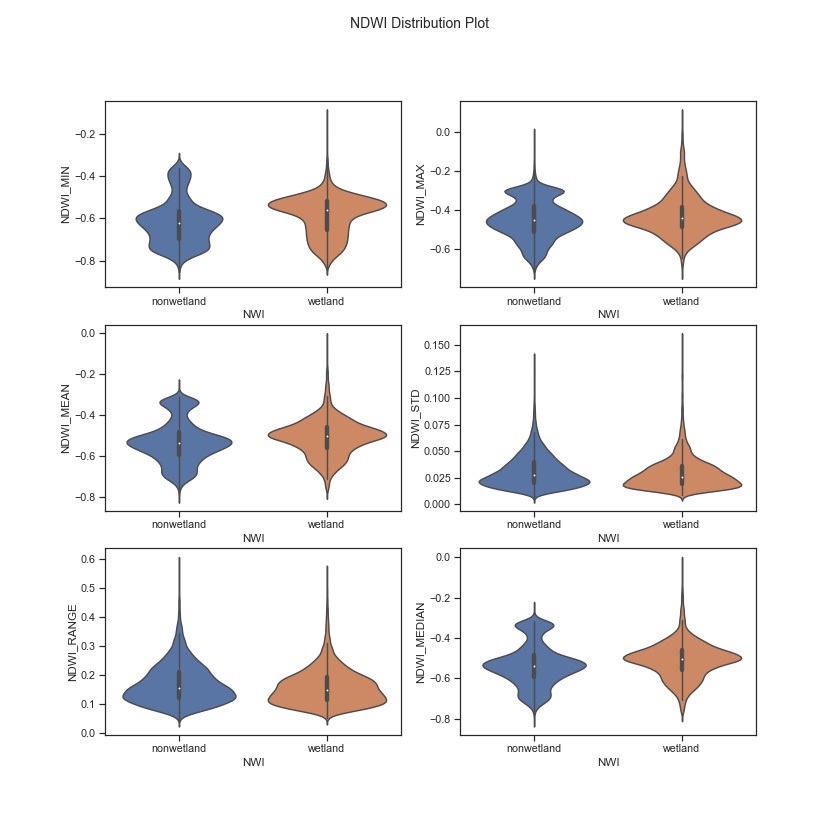 NDWI Distribution Plot
NDWI_MIN
−0.2
−0.4
−0.6
−0.8
nonwetland
wetland
NWI
NDWI_MAX
0.0
−0.2
−0.4
−0.6
nonwetland
wetland
NWI
NDWI_MEAN
0.0
−0.2
−0.4
−0.6
−0.8
nonwetland
wetland
NWI
NDWI_STD
0.150
0.125
0.100
0.075
0.050
0.025
0.000
nonwetland
wetland
NWI
NDWI_RANGE
0.6
0.5
0.4
0.3
0.2
0.1
0.0
nonwetland
wetland
NWI
NDWI_MEDIAN
0.0
−0.2
−0.4
−0.6
−0.8
nonwetland
wetland
NWI